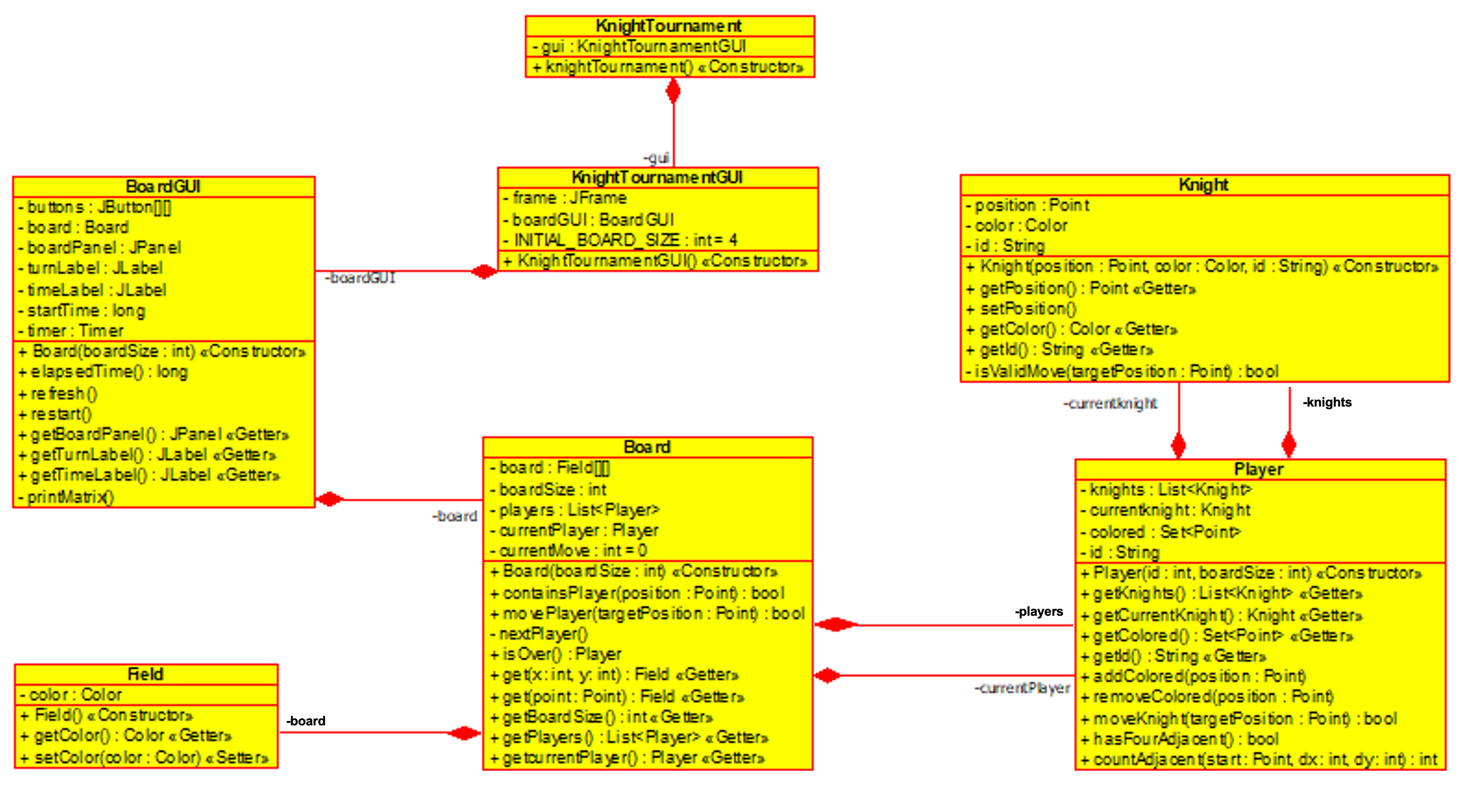 KnightTournament
- gui : KnightTournamentGUI
+ knightTournament() «Constructor»
-gui
KnightTournamentGUI
- frame : JFrame
- boardGUI : BoardGUI
- INITIAL_BOARD_SIZE : int = 4
+ KnightTournamentGUI() «Constructor»
-boardGUI
BoardGUI
- buttons : JButton[][]
- board : Board
- boardPanel : JPanel
- turnLabel : JLabel
- timeLabel : JLabel
- startTime : long
- timer : Timer
+ Board(boardSize : int) «Constructor»
+ elapsedTime() : long
+ refresh()
+ restart()
+ getBoardPanel() : JPanel «Getter»
+ getTurnLabel() : JLabel «Getter»
+ getTimeLabel() : JLabel «Getter»
- printMatrix()
-board
Knight
- position : Point
- color : Color
- id : String
+ Knight(position : Point, color : Color, id : String) «Constructor»
+ getPosition() : Point «Getter»
+ setPosition()
+ getColor() : Color «Getter»
+ getId() : String «Getter»
- isValidMove(targetPosition : Point) : bool
-currentknight
-knights
Board
- board : Field[][]
- boardSize : int
- players : List<Player>
- currentPlayer : Player
- currentMove : int = 0
+ Board(boardSize : int) «Constructor»
+ containsPlayer(position : Point) : bool
+ movePlayer(targetPosition : Point) : bool
- nextPlayer()
+ isOver() : Player
+ get(x: int, y: int) : Field «Getter»
+ get(point : Point) : Field «Getter»
+ getBoardSize() : int «Getter»
+ getPlayers() : List<Player> «Getter»
+ getcurrentPlayer() : Player «Getter»
-players
-currentPlayer
Player
- knights : List<Knight>
- currentknight : Knight
- colored : Set<Point>
- id : String
+ Player(id : int, boardSize : int) «Constructor»
+ getKnights() : List<Knight> «Getter»
+ getCurrentKnight() : Knight «Getter»
+ getColored() : Set<Point> «Getter»
+ getId() : String «Getter»
+ addColored(position : Point)
+ removeColored(position : Point)
+ moveKnight(targetPosition : Point) : bool
+ hasFourAdjacent() : bool
+ countAdjacent(start : Point, dx : int, dy : int) : int
Field
- color : Color
+ Field() «Constructor»
+ getColor() : Color «Getter»
+ setColor(color : Color) «Setter»
-board